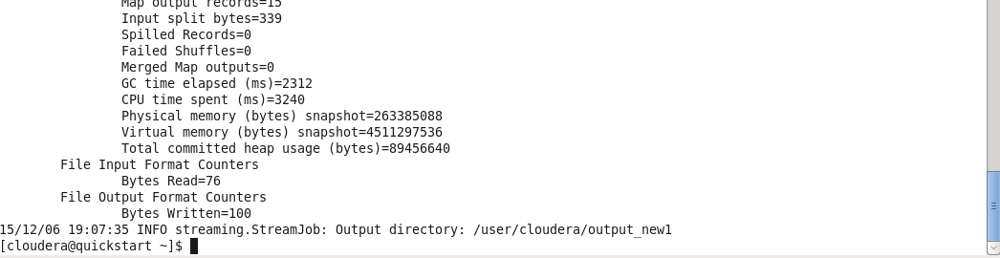 Map output records=15
Input split bytes=339
Spilled Records=0
Failed Shuffles=0
Merged Map outputs=0
GC time elapsed (ms)=2312
CPU time spent (ms)=3240
Physical memory (bytes) snapshot=263385088
Virtual memory (bytes) snapshot=4511297536
Total committed heap usage (bytes)=89456640
File Input Format Counters
Bytes Read=76
File Output Format Counters
Bytes Written=100
15/12/06 19:07:35 INFO streaming.StreamJob: Output directory: /user/cloudera/output_new1
[cloudera@quickstart ~]$